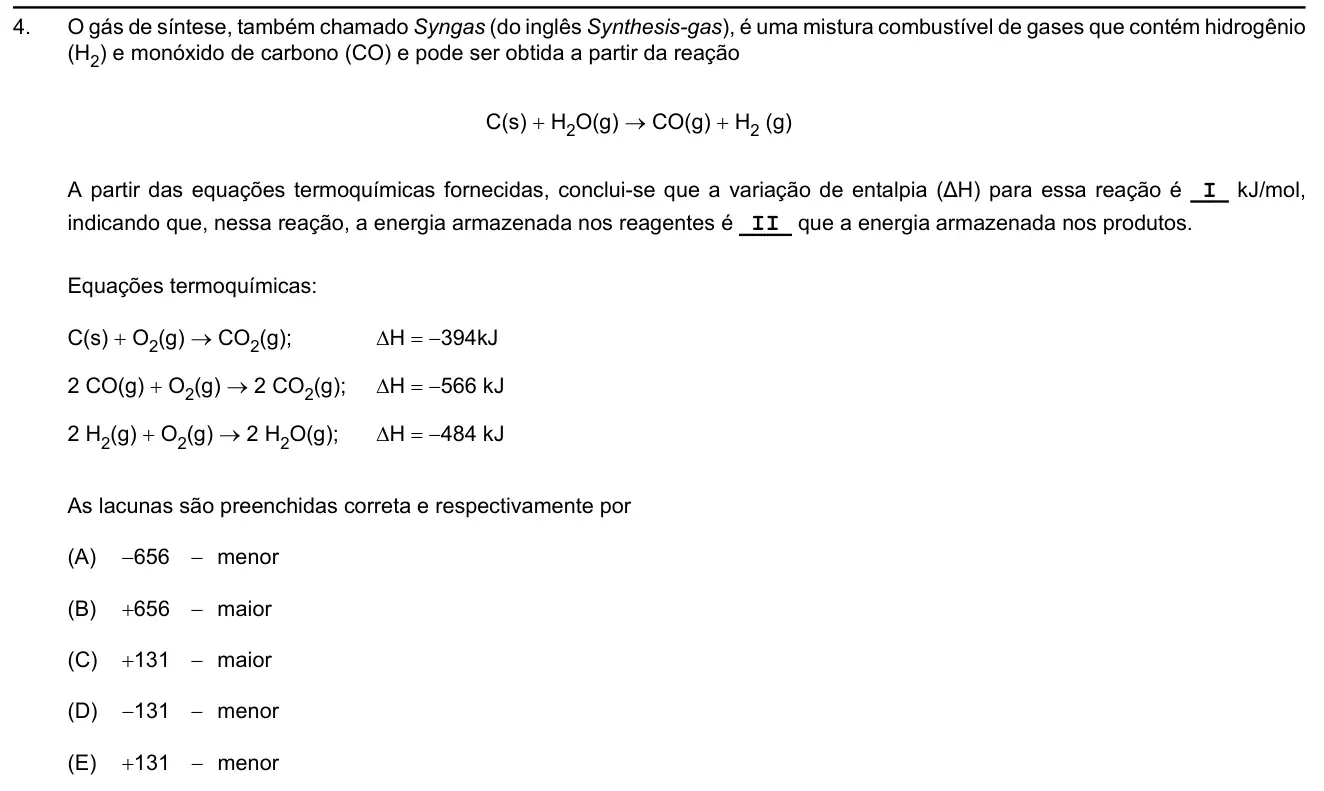 4. O gás de síntese, também chamado Syngas (do inglês Synthesis-gas), é uma mistura combustível de gases que contém hidrogênio
(H₂) e monóxido de carbono (CO) e pode ser obtida a partir da reação
C(s) + H₂O(g) → CO(g) + H₂ (g)
A partir das equações termoquímicas fornecidas, conclui-se que a variação de entalpia (ΔH) para essa reação é I kJ/mol,
indicando que, nessa reação, a energia armazenada nos reagentes é II que a energia armazenada nos produtos.
Equações termoquímicas:
C(s) + O₂(g) → CO₂(g); ΔH = −394kJ
2 CO(g) + O₂(g) → 2 CO₂(g); ΔH = −566 kJ
2 H₂(g) + O₂(g) → 2 H₂O(g); ΔH = −484 kJ
As lacunas são preenchidas correta e respectivamente por
(A) −656 − menor
(B) +656 − maior
(C) +131 − maior
(D) −131 − menor
(E) +131 − menor